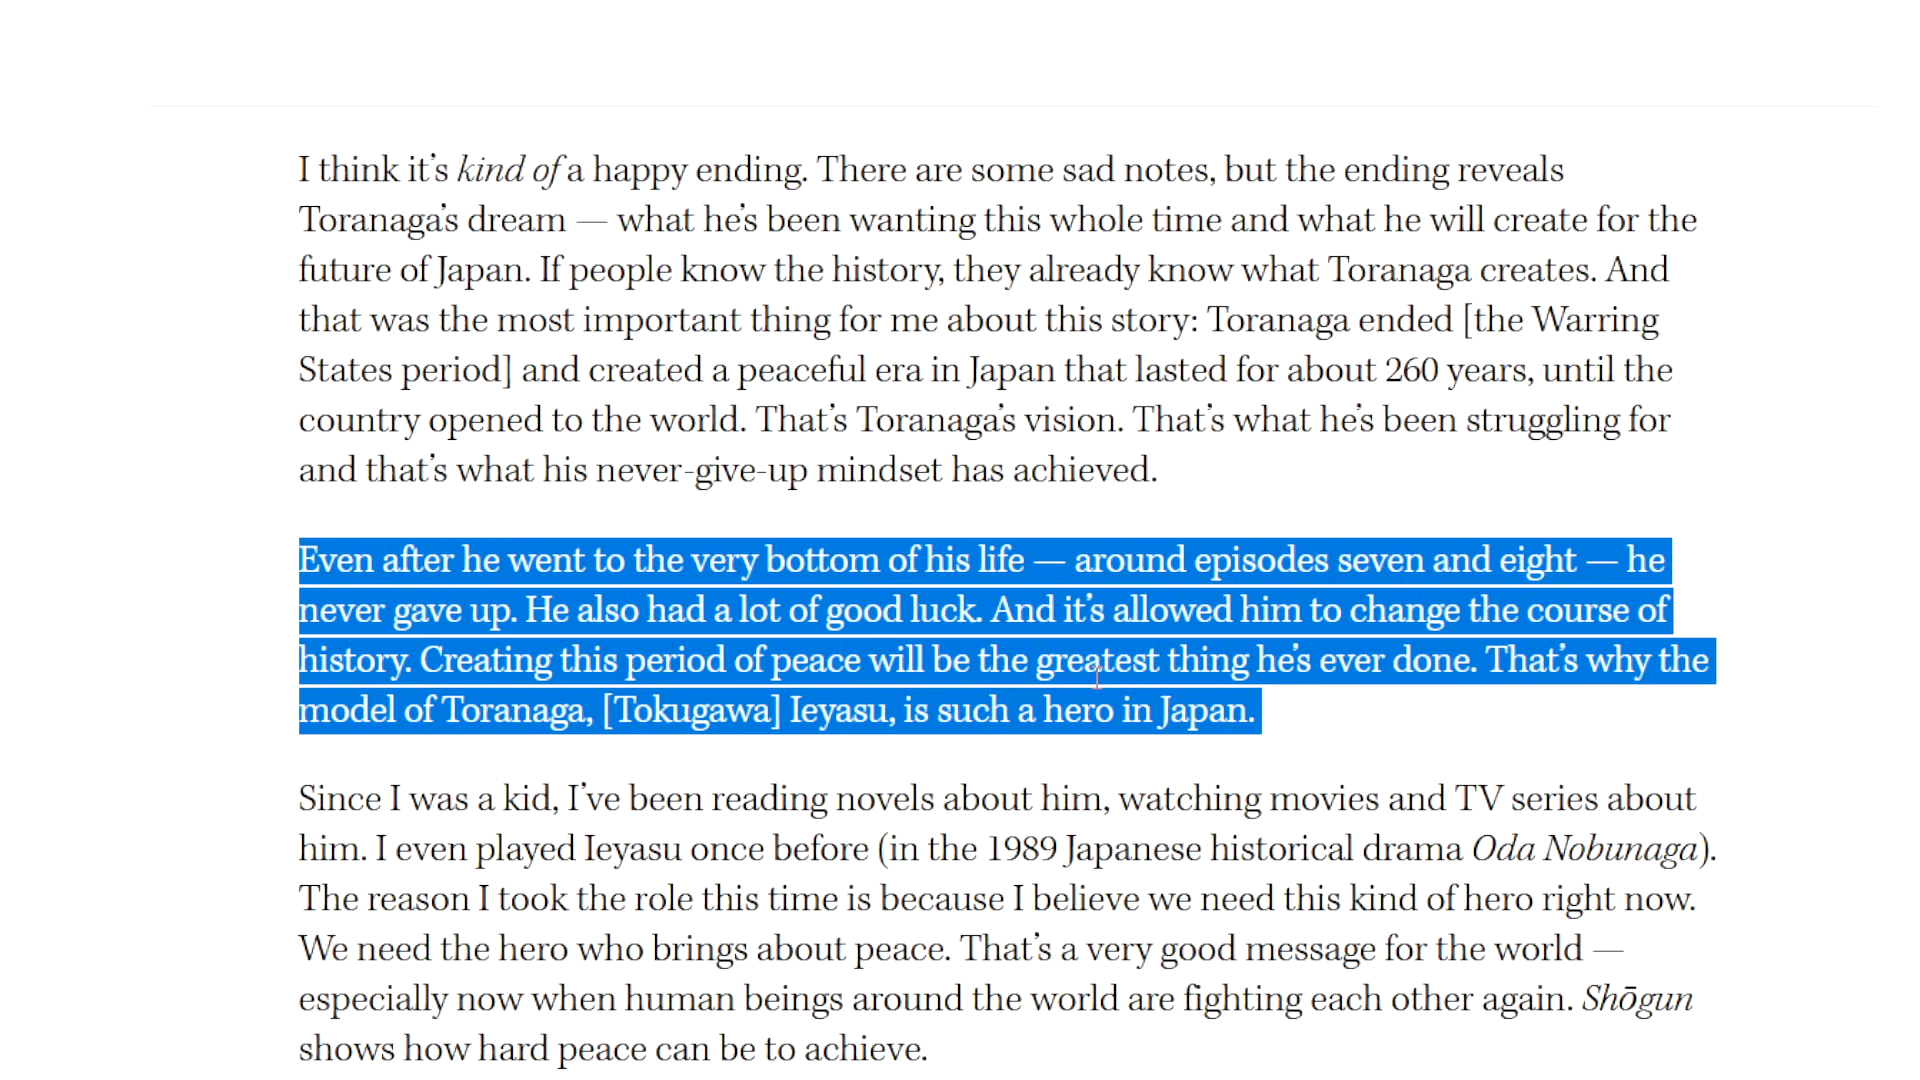 I think it’s kind of a happy ending. There are some sad notes, but the ending reveals
Toranaga’s dream — what he’s been wanting this whole time and what he will create for the
future of Japan. If people know the history, they already know what Toranaga creates. And
that was the most important thing for me about this story: Toranaga ended [the Warring
States period] and created a peaceful era in Japan that lasted for about 260 years, until the
country opened to the world. That’s Toranaga’s vision. That’s what he’s been struggling for
and that’s what his never-give-up mindset has achieved.
Even after he went to the very bottom of his life — around episodes seven and eight — he
never gave up. He also had a lot of good luck. And it’s allowed him to change the course of
history. Creating this period of peace will be the greatest thing he’s ever done. That’s why the
model of Toranaga, [Tokugawa] Ieyasu, is such a hero in Japan.
Since I was a kid, I’ve been reading novels about him, watching movies and TV series about
him. I even played Ieyasu once before (in the 1989 Japanese historical drama Oda Nobunaga).
The reason I took the role this time is because I believe we need this kind of hero right now.
We need the hero who brings about peace. That’s a very good message for the world —
especially now when human beings around the world are fighting each other again. Shōgun
shows how hard peace can be to achieve.